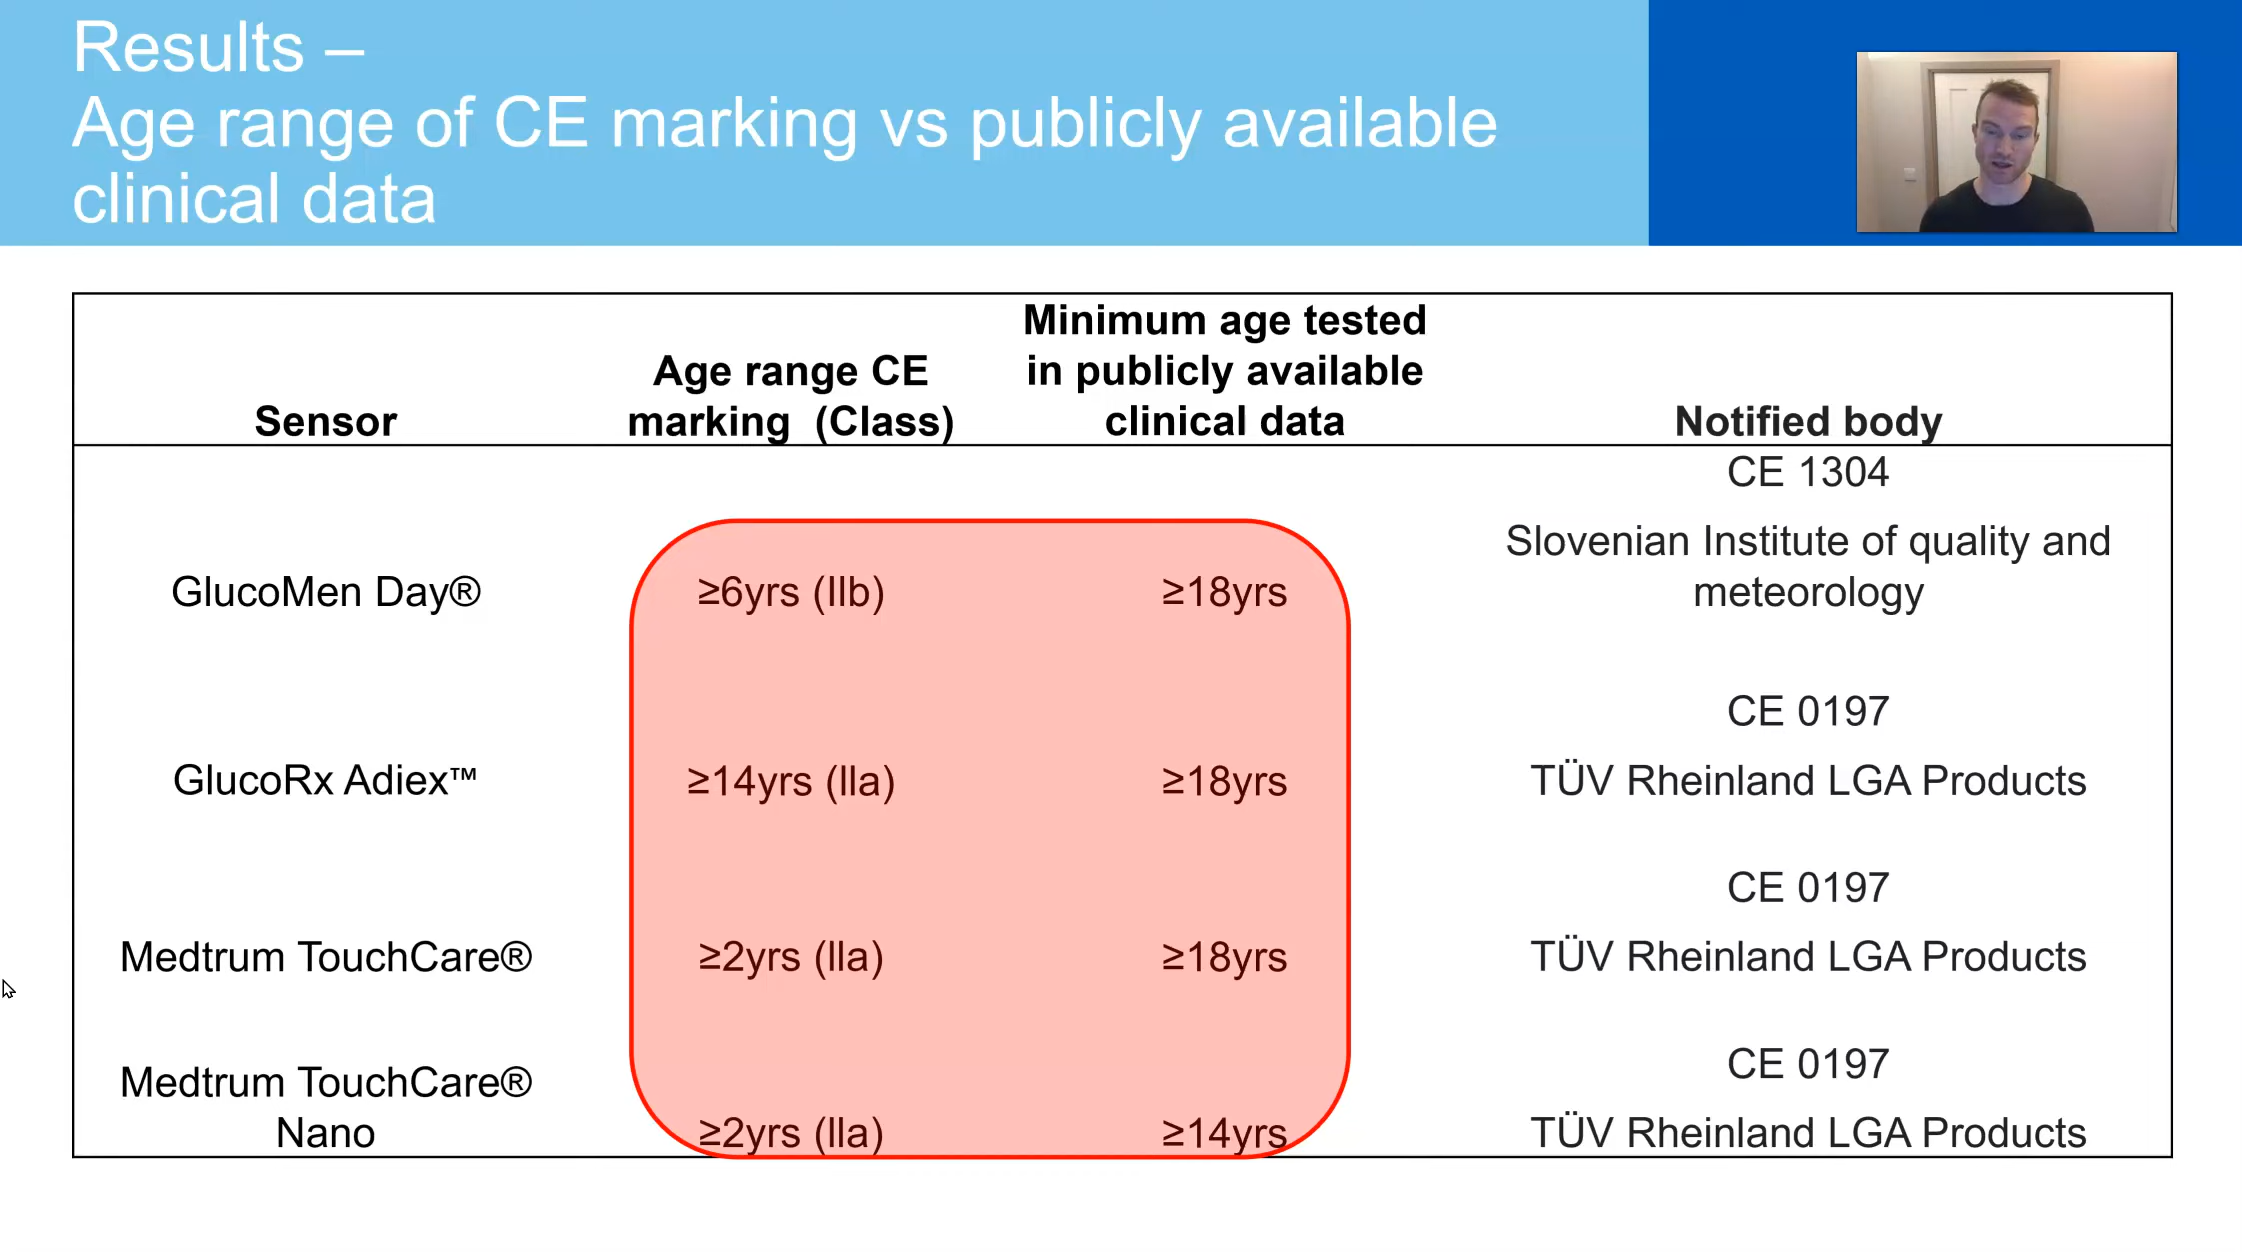 Results –
Age range of CE marking vs publicly available
clinical data
Sensor
Age range CE
marking (Class)
Minimum age tested
in publicly available
clinical data
Notified body
GlucoMen Day®
≥6yrs (IIb)
≥18yrs
CE 1304
Slovenian Institute of quality and
meteorology
GlucoRx Adiex™
≥14yrs (IIa)
≥18yrs
CE 0197
TÜV Rheinland LGA Products
Medtrum TouchCare®
≥2yrs (IIa)
≥18yrs
CE 0197
TÜV Rheinland LGA Products
Medtrum TouchCare®
Nano
≥2yrs (IIa)
≥14yrs
CE 0197
TÜV Rheinland LGA Products